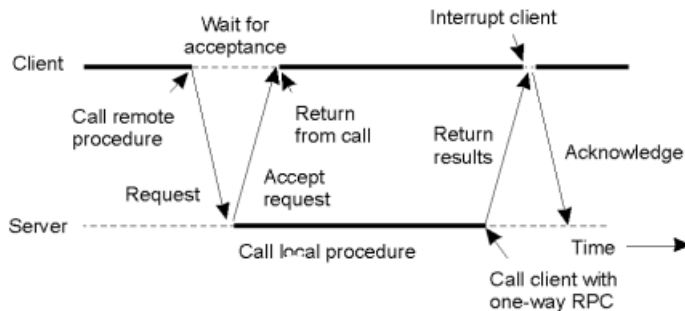 Wait for
acceptance
Interrupt client
Client
Call remote
procedure
Return
from call
Return
results
Acknowledge
Request
Accept
request
Server
Call local procedure
Time
Call client with
one-way RPC